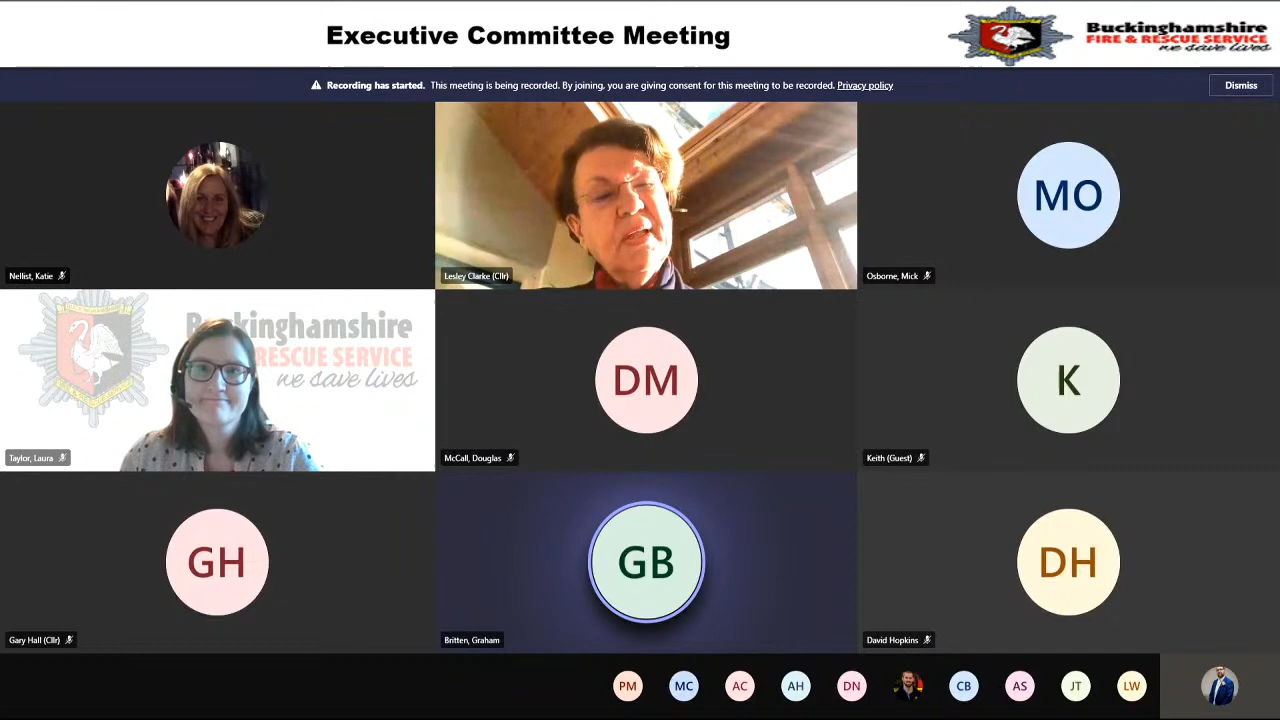 Executive Committee Meeting
Buckinghamshire
FIRE & RESCUE SERVICE
we save lives
Recording has started. This meeting is being recorded. By joining, you are giving consent for this meeting to be recorded. Privacy policy
Dismiss
MO
Nellist, Katie
Lesley Clarke (Cllr)
Osborne, Mick
Buckinghamshire
RESCUE SERVICE
we save lives
DM
K
Taylor, Laura
McCall, Douglas
Keith (Guest)
GH
GB
DH
Gary Hall (Cllr)
Britten, Graham
David Hopkins
PM
MC
AC
AH
DN
CB
AS
JT
LW